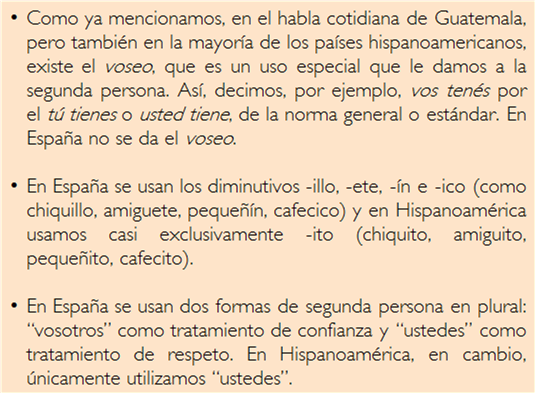 • Como ya mencionamos, en el habla cotidiana de Guatemala,
pero también en la mayoría de los países hispanoamericanos,
existe el voseo, que es un uso especial que le damos a la
segunda persona. Así, decimos, por ejemplo, vos tenés por
el tú tienes o usted tiene, de la norma general o estándar. En
España no se da el voseo.
• En España se usan los diminutivos -illo, -ete, -ín e -ico (como
chiquillo, amiguete, pequeñín, cafecico) y en Hispanoamérica
usamos casi exclusivamente -ito (chiquito, amiguito,
pequeñito, cafecito).
• En España se usan dos formas de segunda persona en plural:
“vosotros” como tratamiento de confianza y “ustedes” como
tratamiento de respeto. En Hispanoamérica, en cambio,
únicamente utilizamos “ustedes”.